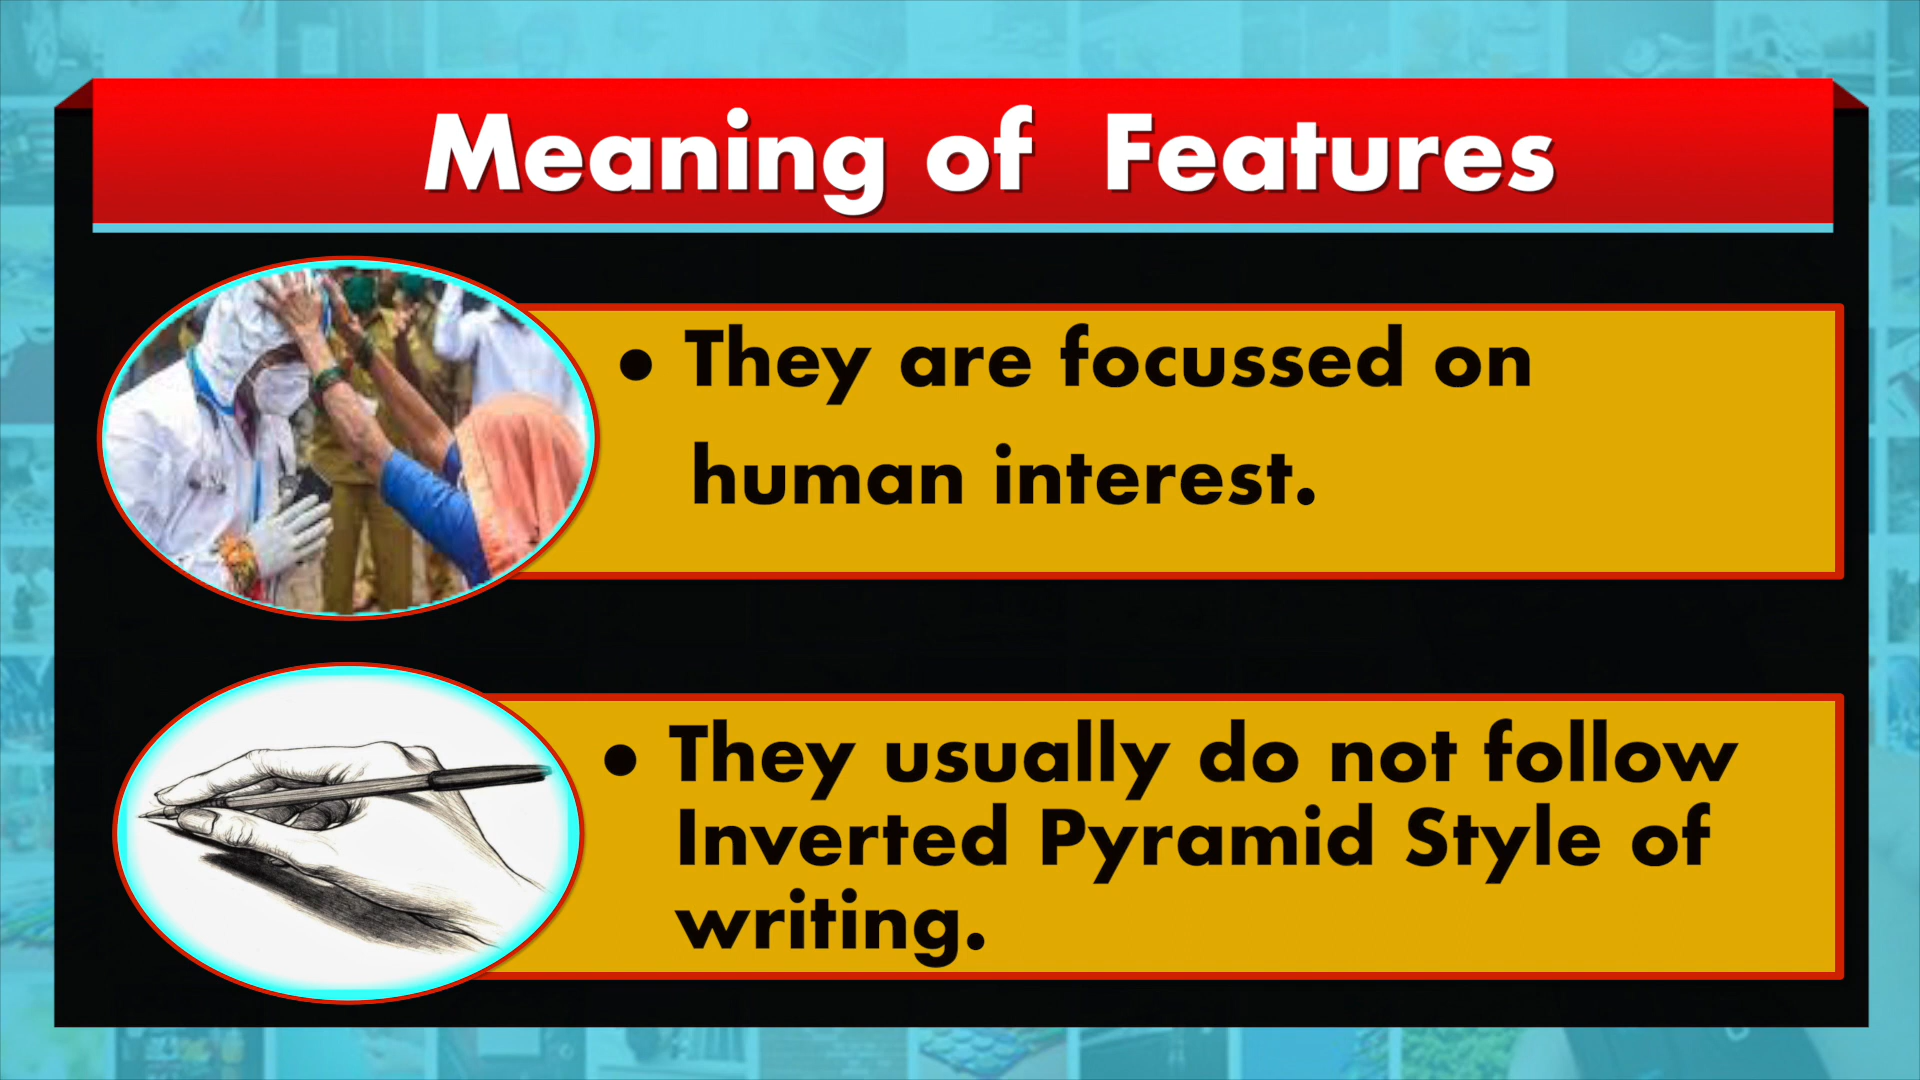 Meaning of Features
• They are focussed on
human interest.
• They usually do not follow
Inverted Pyramid Style of
writing.